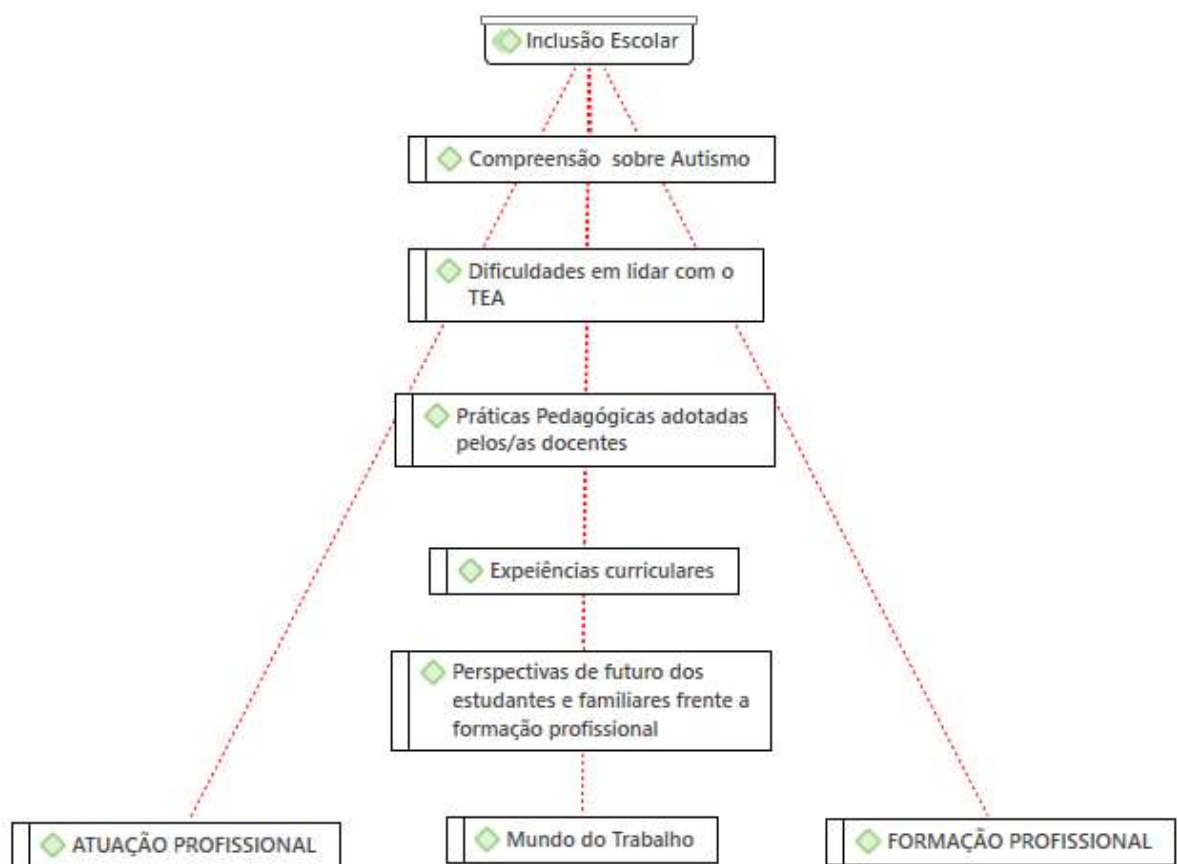 Inclusão Escolar
Compreensão sobre Autismo
Dificuldades em lidar com o
TEA
Práticas Pedagógicas adotadas
pelos/as docentes
Expeiências curriculares
Perspectivas de futuro dos
estudantes e familiares frente a
formação profissional
ATUAÇÃO PROFISSIONAL
Mundo do Trabalho
FORMAÇÃO PROFISSIONAL